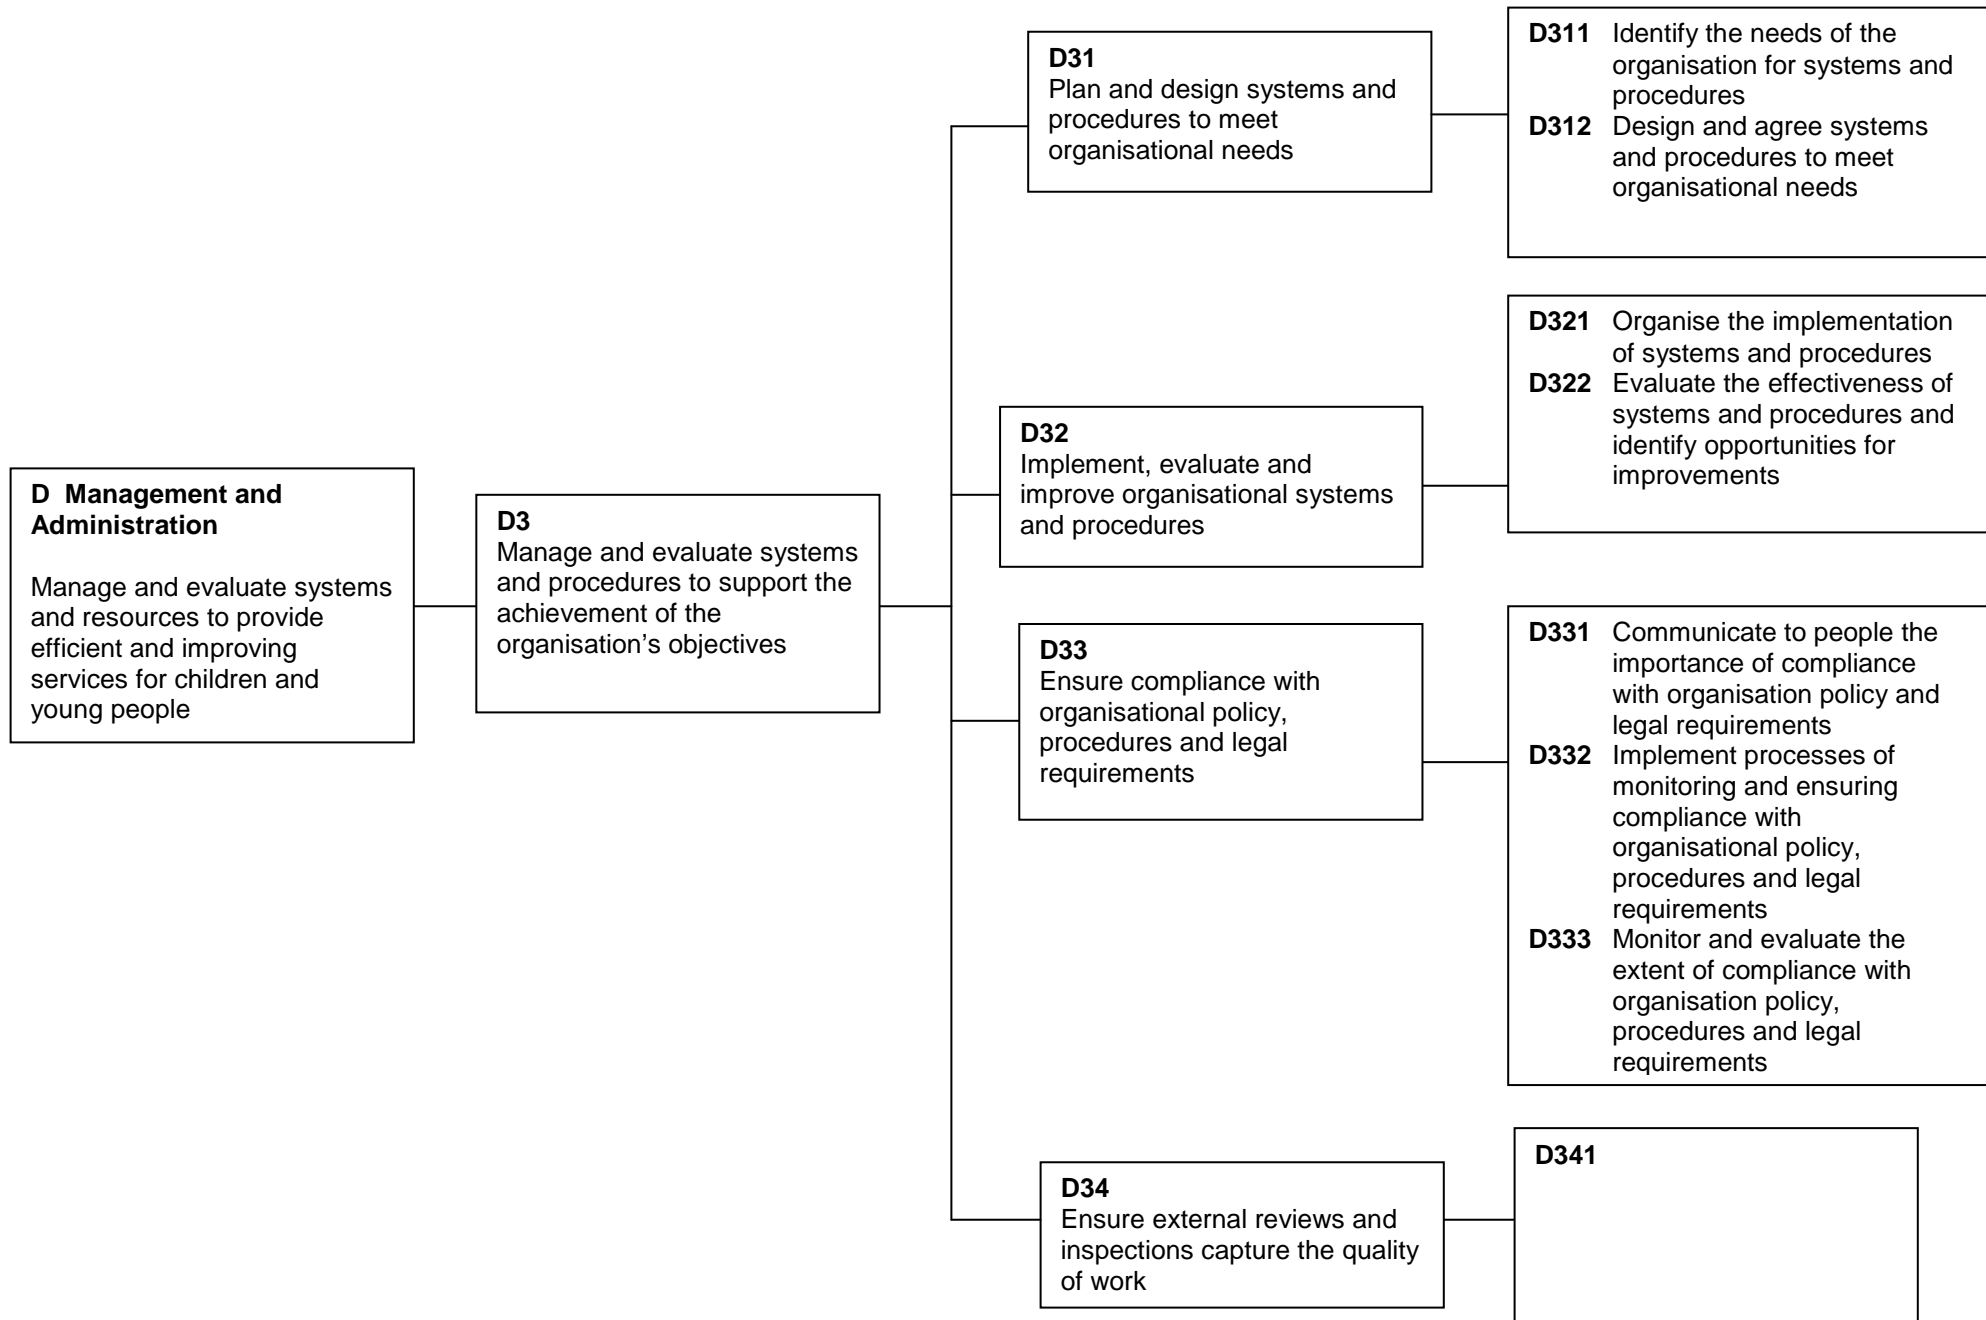 D Management and
Administration
Manage and evaluate systems
and resources to provide
efficient and improving
services for children and
young people
D3
Manage and evaluate systems
and procedures to support the
achievement of the
organisation’s objectives
D31
Plan and design systems and
procedures to meet
organisational needs
D311 Identify the needs of the
organisation for systems and
procedures
D312 Design and agree systems
and procedures to meet
organisational needs
D32
Implement, evaluate and
improve organisational systems
and procedures
D321 Organise the implementation
of systems and procedures
D322 Evaluate the effectiveness of
systems and procedures and
identify opportunities for
improvements
D33
Ensure compliance with
organisational policy,
procedures and legal
requirements
D331 Communicate to people the
importance of compliance
with organisation policy and
legal requirements
D332 Implement processes of
monitoring and ensuring
compliance with
organisational policy,
procedures and legal
requirements
D333 Monitor and evaluate the
extent of compliance with
organisation policy,
procedures and legal
requirements
D34
Ensure external reviews and
inspections capture the quality
of work
D341